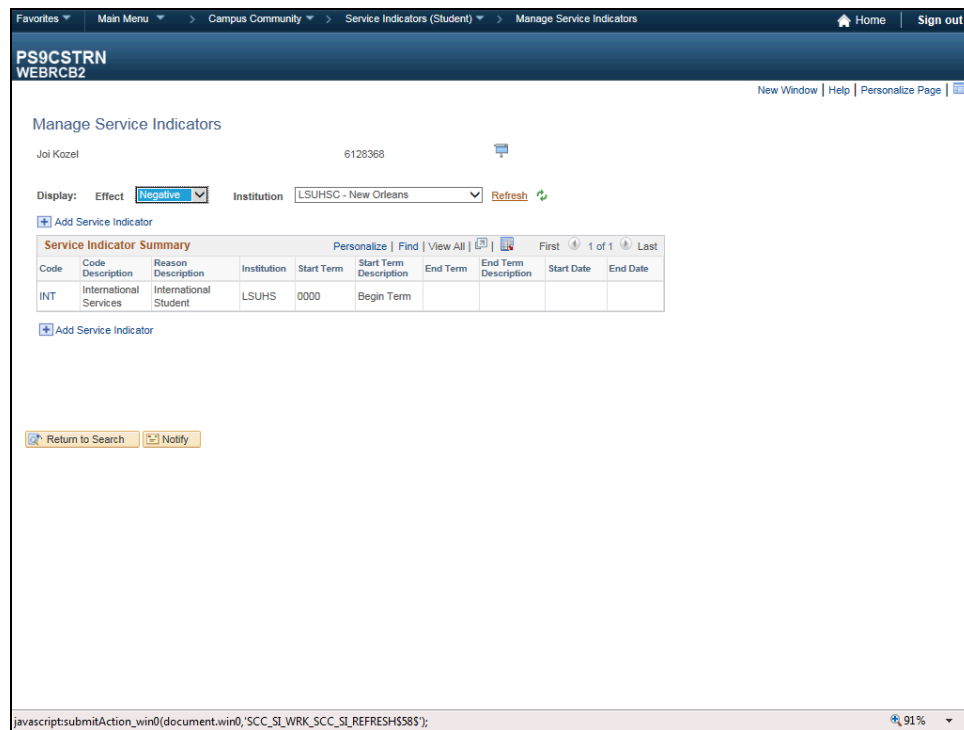 Favorites Main Menu > Campus Community > Service Indicators (Student) > Manage Service Indicators Home Sign out
PS9CSTRN
WEBRCB2
New Window | Help | Personalize Page |
Manage Service Indicators
Joi Kozel 6128368
Display: Effect Negative Institution LSUHSC - New Orleans Refresh
Add Service Indicator
Service Indicator Summary Personalize | Find | View All | | First 1 of 1 Last
Code Code Description Reason Description Institution Start Term Start Term Description End Term End Term Description Start Date End Date
INT International Services International Student LSUHS 0000 Begin Term
Add Service Indicator
Return to Search Notify
javascript:submitAction_win0(document.win0,'SCC_SI_WRK_SCC_SI_REFRESH$58$'); 91%